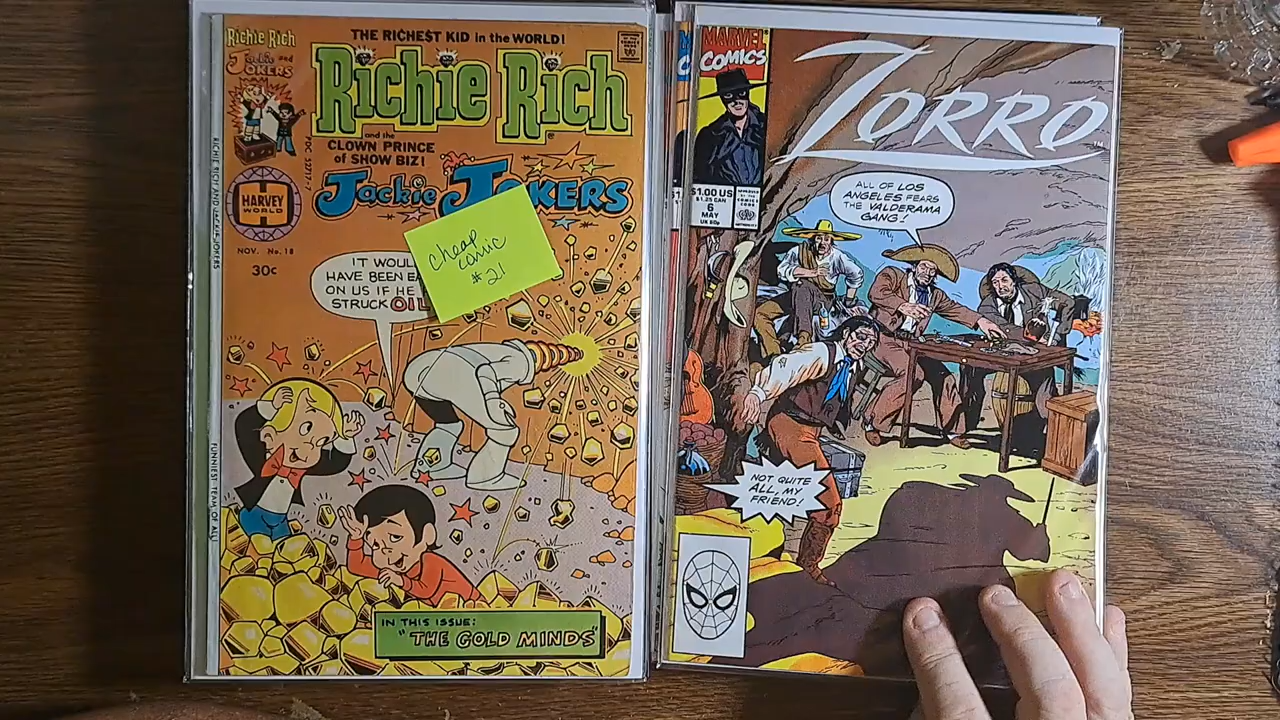 Richie Rich
Jackie and
JOKERS
THE RICHEST KID in the WORLD!
Richie Rich
and the
CLOWN PRINCE
of SHOW BIZ!
Jackie JOKERS
HARVEY
WORLD
NOV. No. 18
30¢
RICHIE RICH AND JACKIE JOKERS
FUNNIEST TEAM OF ALL!
cheap
comic
#21
IT WOUL
HAVE BEEN EA
ON US IF HE
STRUCK OIL
IN THIS ISSUE:
"THE GOLD MINDS"
MARVEL
COMICS
$1.00 US
$1.25 CAN
6
MAY
UK 50p
ZORRO
ALL OF LOS
ANGELES FEARS
THE VALDERAMA
GANG!
NOT QUITE
ALL, MY
FRIEND!